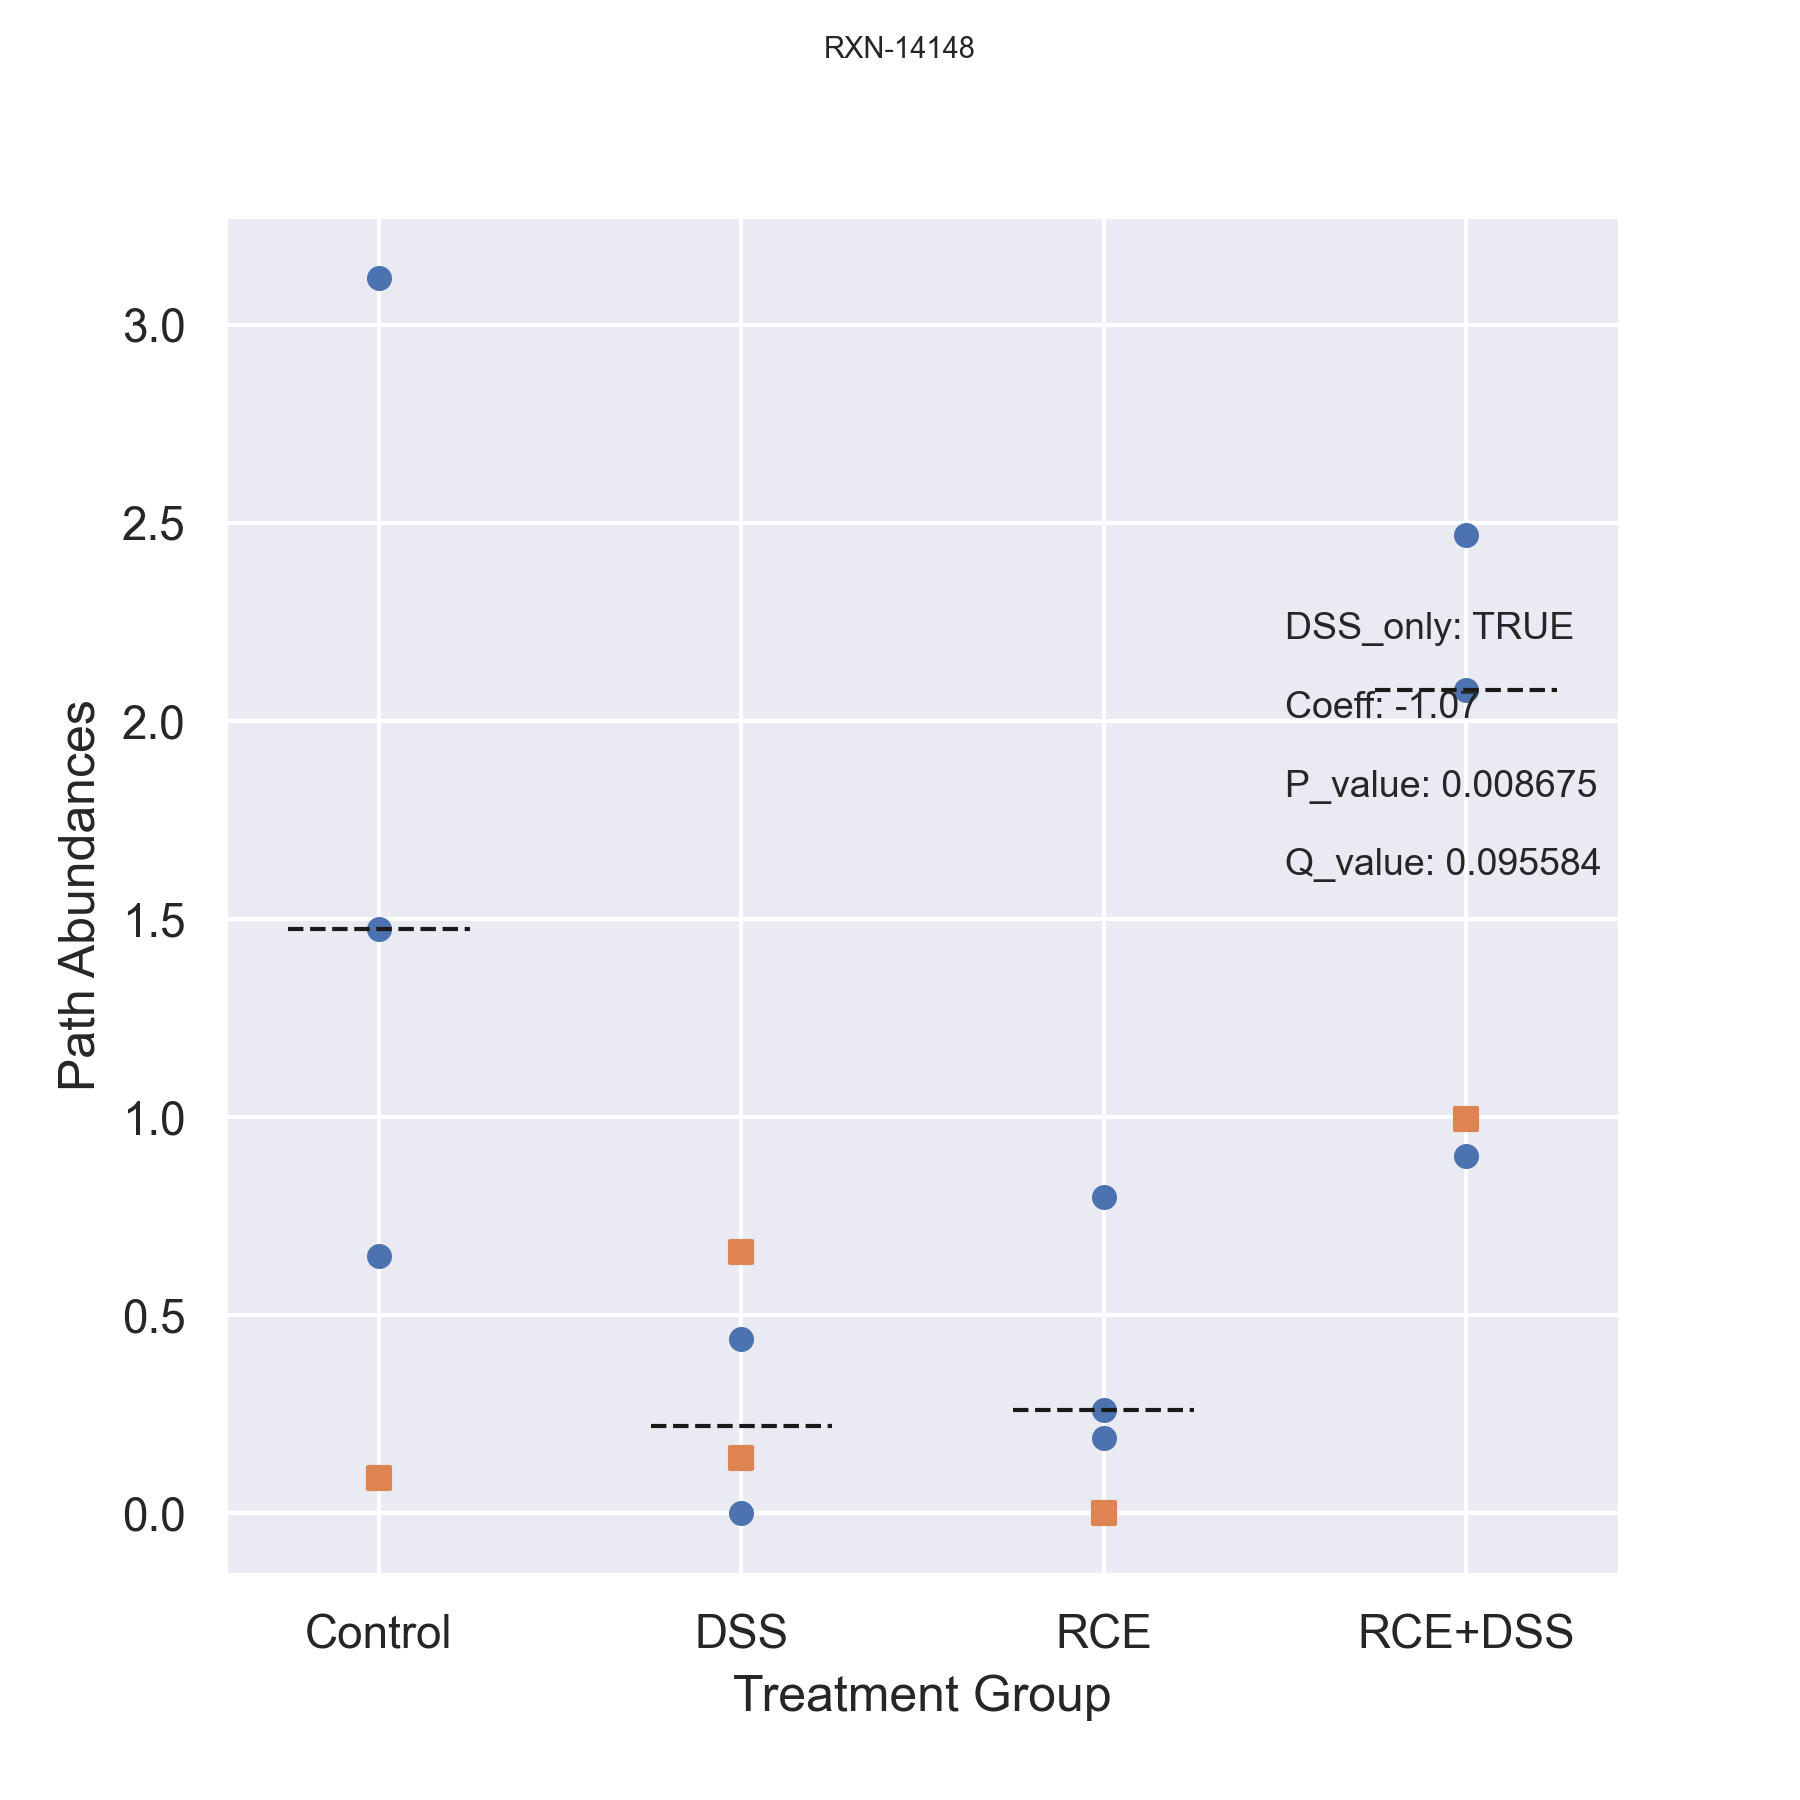 RXN-14148
3.0
2.5
2.0
1.5
1.0
0.5
0.0
Path Abundances
DSS_only: TRUE
Coeff: -1.07
P_value: 0.008675
Q_value: 0.095584
Control DSS RCE RCE+DSS
Treatment Group